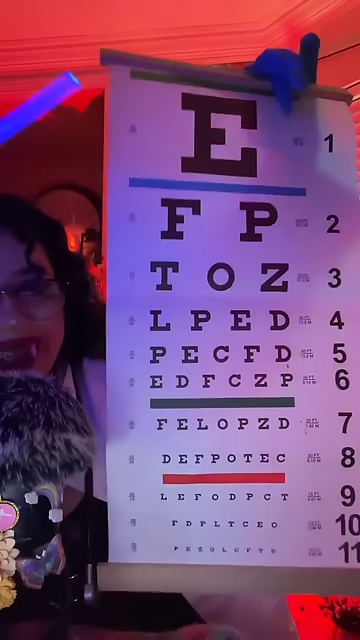 E 1
F P 2
T O Z 3
L P E D 4
P E C F D 5
E D F C Z P 6
F E L O P Z D 7
D E F P O T E C 8
L E F O D P C T 9
F D P L T C E O 10
P E Z O L C F T D 11